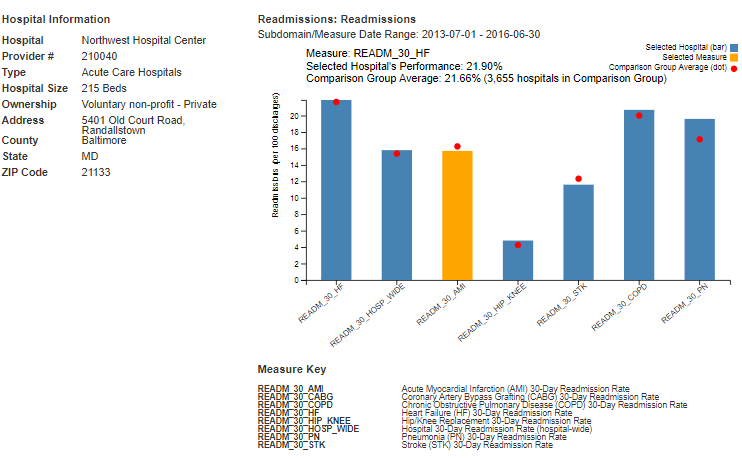 Hospital Information
Hospital Northwest Hospital Center
Provider # 210040
Type Acute Care Hospitals
Hospital Size 215 Beds
Ownership Voluntary non-profit - Private
Address 5401 Old Court Road,
Randallstown
County Baltimore
State MD
ZIP Code 21133
Readmissions: Readmissions
Subdomain/Measure Date Range: 2013-07-01 - 2016-06-30
Measure: READM_30_HF
Selected Hospital's Performance: 21.90%
Comparison Group Average: 21.66% (3,655 hospitals in Comparison Group)
Selected Hospital (bar)
Selected Measure
Comparison Group Average (dot)
Readmissions (per 100 discharges)
20
18
16
14
12
10
8
6
4
2
0
READM_30_HF
READM_30_HOSP_WIDE
READM_30_AMI
READM_30_HIP_KNEE
READM_30_STK
READM_30_COPD
READM_30_PN
Measure Key
READM_30_AMI Acute Myocardial Infarction (AMI) 30-Day Readmission Rate
READM_30_CABG Coronary Artery Bypass Grafting (CABG) 30-Day Readmission Rate
READM_30_COPD Chronic Obstructive Pulmonary Disease (COPD) 30-Day Readmission Rate
READM_30_HF Heart Failure (HF) 30-Day Readmission Rate
READM_30_HIP_KNEE Hip/Knee Replacement 30-Day Readmission Rate
READM_30_HOSP_WIDE Hospital 30-Day Readmission Rate (hospital-wide)
READM_30_PN Pneumonia (PN) 30-Day Readmission Rate
READM_30_STK Stroke (STK) 30-Day Readmission Rate